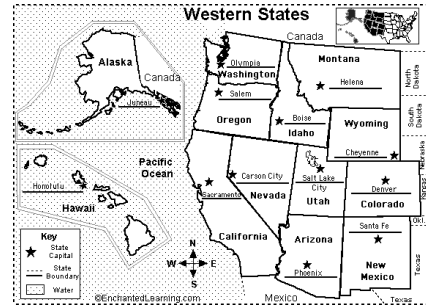 Western States
Canada
Alaska
Canada
Juneau
Olympia
Washington
Salem
Oregon
Montana
Helena
Boise
Idaho
Wyoming
Cheyenne
North
Dakota
South
Dakota
Nebraska
Kansas
Okl.
Texas
Texas
Pacific
Ocean
Honolulu
Hawaii
Carson City
Nevada
Sacramento
California
Salt Lake
City
Utah
Denver
Colorado
Arizona
Phoenix
Santa Fe
New
Mexico
Mexico
Key
State
Capital
State
Boundary
Water
N
W
E
S
©EnchantedLearning.com